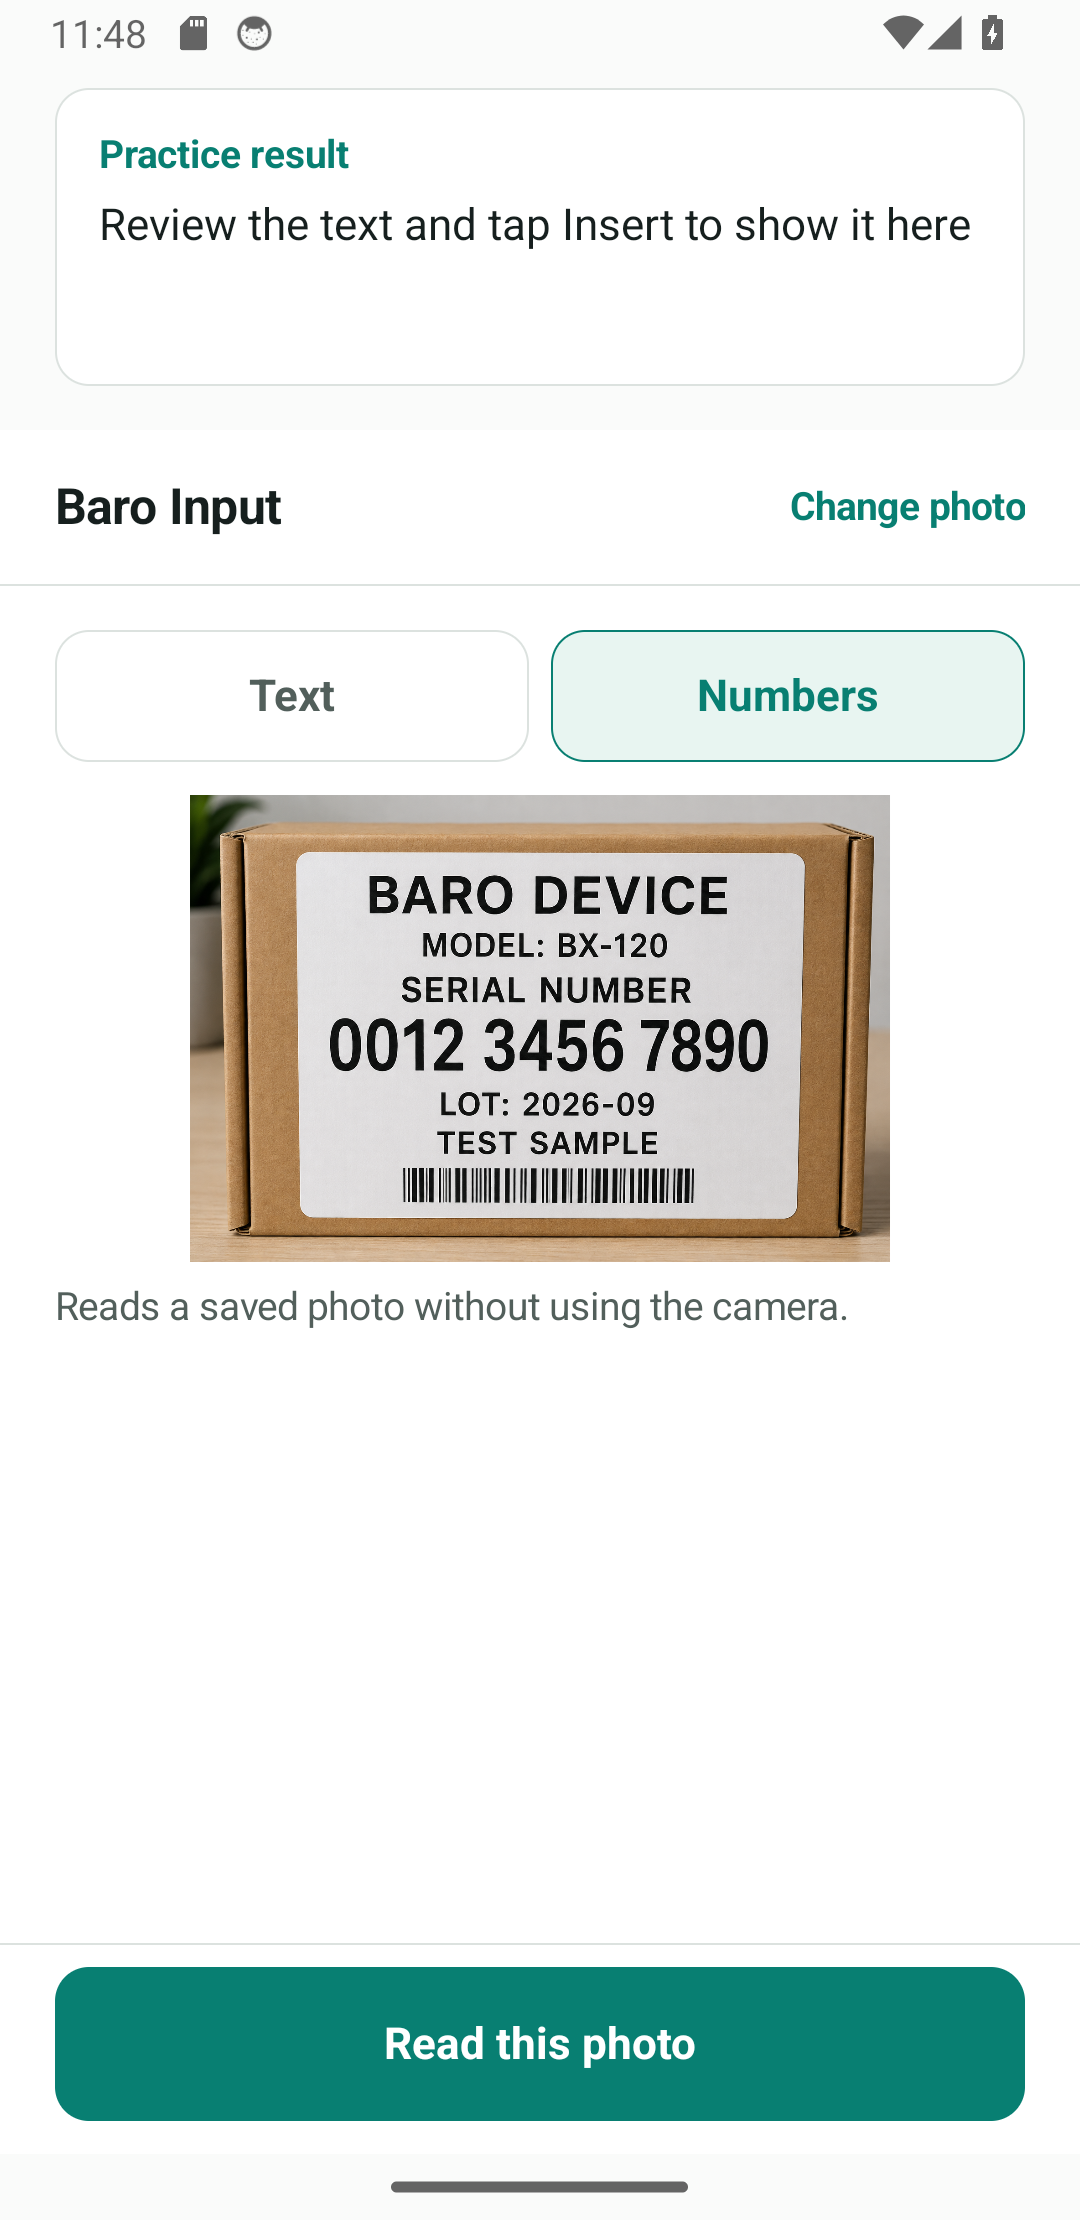 11:48
Practice result
Review the text and tap Insert to show it here
Baro Input
Change photo
Text
Numbers
BARO DEVICE
MODEL: BX-120
SERIAL NUMBER
0012 3456 7890
LOT: 2026-09
TEST SAMPLE
Reads a saved photo without using the camera.
Read this photo